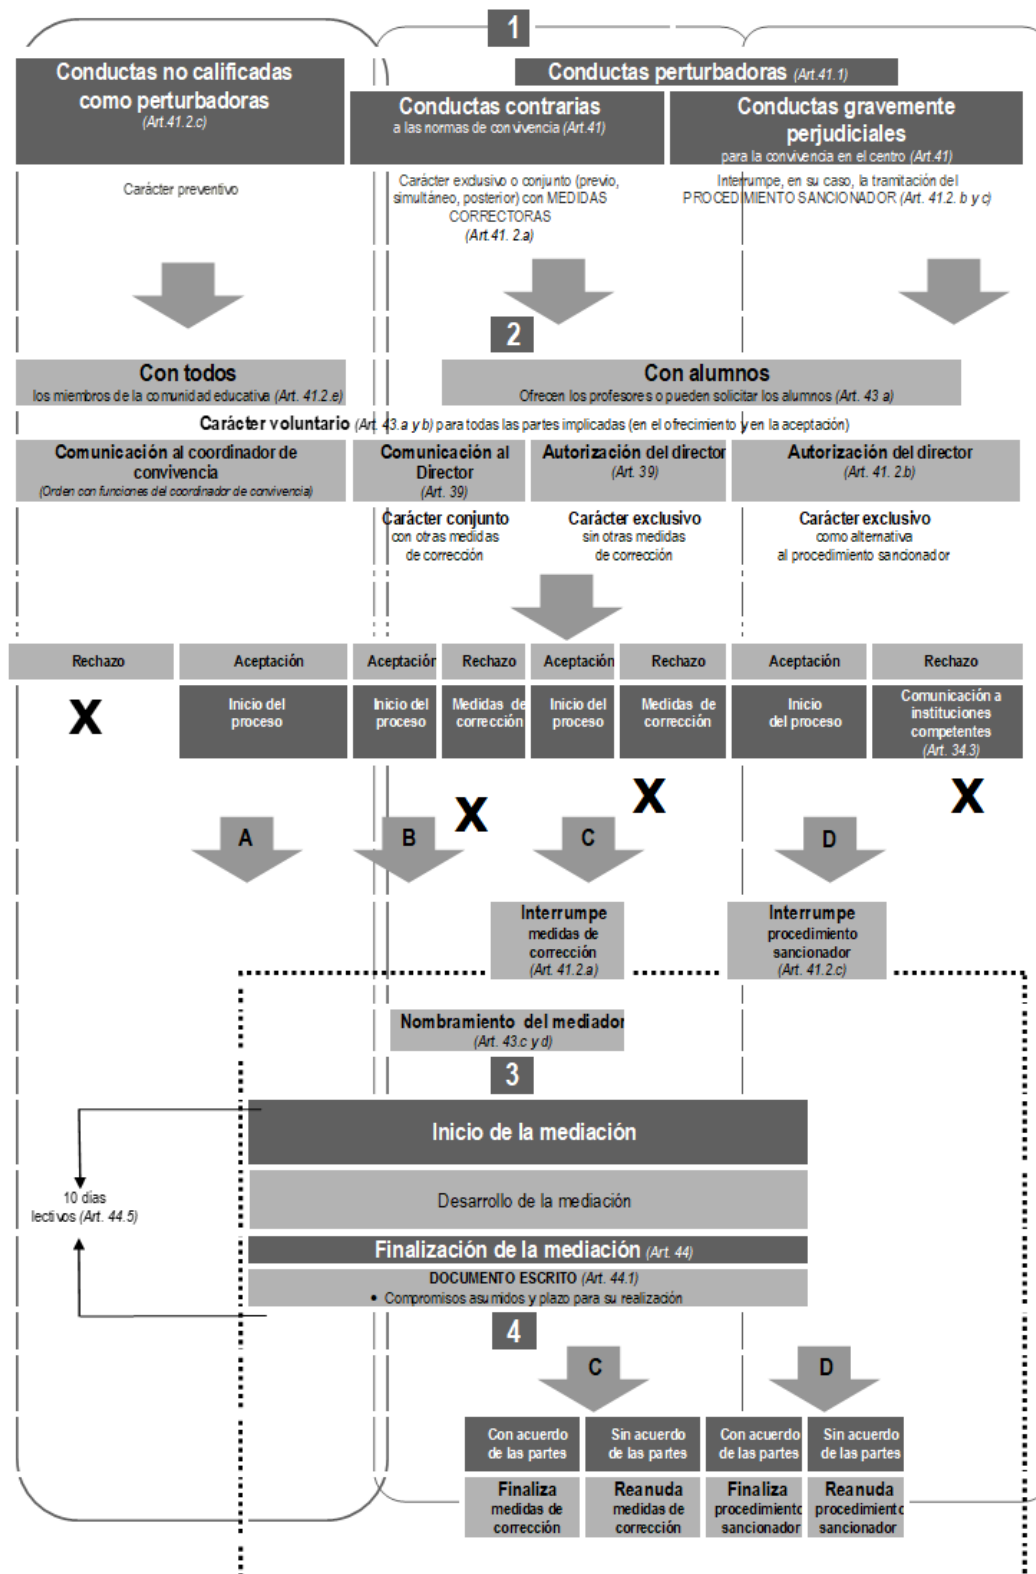 1
Conductas no calificadas
como perturbadoras
(Art.41.2.c)
Conductas perturbadoras (Art.41.1)
Conductas contrarias
a las normas de convivencia (Art.41)
Conductas gravemente
perjudiciales
para la convivencia en el centro (Art.41)
Carácter preventivo
Carácter exclusivo o conjunto (previo,
simultáneo, posterior) con MEDIDAS
CORRECTORAS
(Art.41. 2.a)
Interrumpe, en su caso, la tramitación del
PROCEDIMIENTO SANCIONADOR (Art. 41.2. b y c)
2
Con todos
los miembros de la comunidad educativa (Art. 41.2.e)
Con alumnos
Ofrecen los profesores o pueden solicitar los alumnos (Art. 43 a)
Carácter voluntario (Art. 43.a y b) para todas las partes implicadas (en el ofrecimiento y en la aceptación)
Comunicación al coordinador de
convivencia
(Orden con funciones del coordinador de convivencia)
Comunicación al
Director
(Art. 39)
Autorización del director
(Art. 39)
Autorización del director
(Art. 41. 2.b)
Carácter conjunto
con otras medidas
de corrección
Carácter exclusivo
sin otras medidas
de corrección
Carácter exclusivo
como alternativa
al procedimiento sancionador
Rechazo
Aceptación
Aceptación
Rechazo
Aceptación
Rechazo
Aceptación
Rechazo
X
Inicio del
proceso
Inicio del
proceso
Medidas de
corrección
Inicio del
proceso
Medidas de
corrección
Inicio
del proceso
Comunicación a
instituciones
competentes
(Art. 34.3)
X
X
X
A
B
C
D
Interrumpe
medidas de
corrección
(Art. 41.2.a)
Interrumpe
procedimiento
sancionador
(Art. 41.2.c)
Nombramiento del mediador
(Art. 43.c y d)
3
Inicio de la mediación
Desarrollo de la mediación
10 días
lectivos (Art. 44.5)
Finalización de la mediación (Art. 44)
DOCUMENTO ESCRITO (Art. 44.1)
• Compromisos asumidos y plazo para su realización
4
C
D
Con acuerdo
de las partes
Sin acuerdo
de las partes
Con acuerdo
de las partes
Sin acuerdo
de las partes
Finaliza
medidas de
corrección
Reanuda
medidas de
corrección
Finaliza
procedimiento
sancionador
Reanuda
procedimiento
sancionador